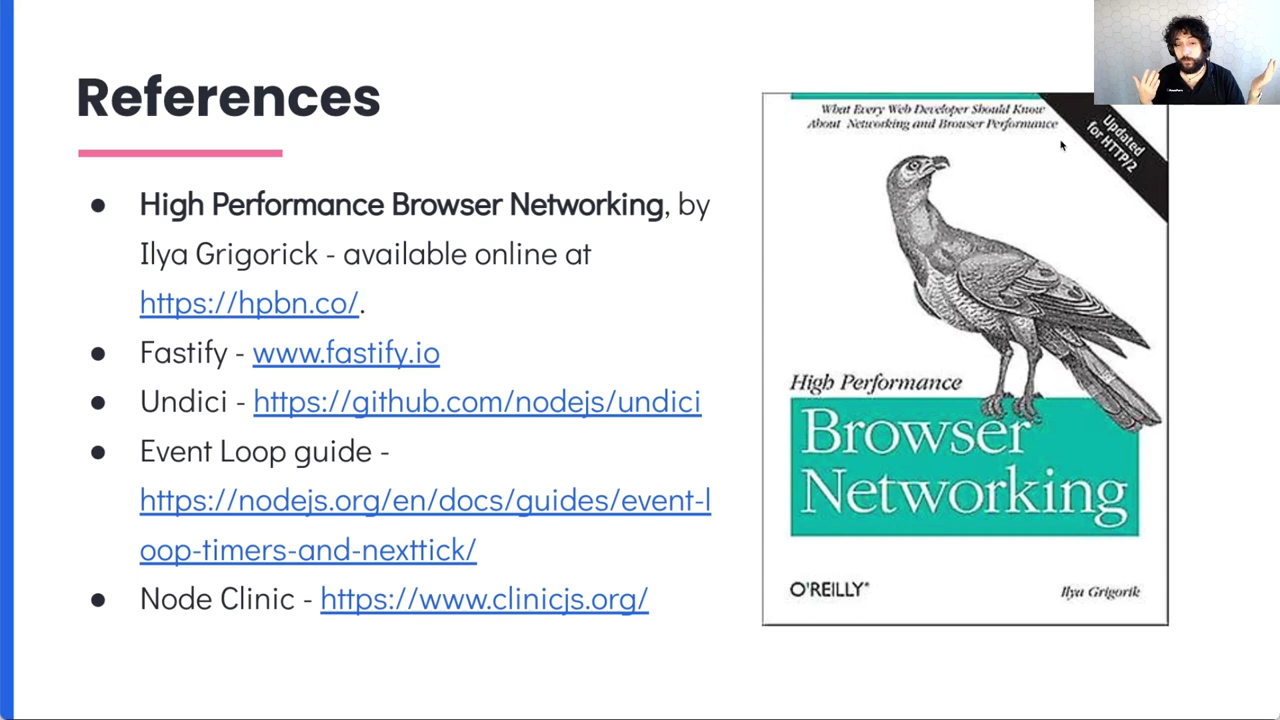 References
● High Performance Browser Networking, by
Ilya Grigorick - available online at
https://hpbn.co/.
● Fastify - www.fastify.io
● Undici - https://github.com/nodejs/undici
● Event Loop guide -
https://nodejs.org/en/docs/guides/event-l
oop-timers-and-nexttick/
● Node Clinic - https://www.clinicjs.org/
What Every Web Developer Should Know
About Networking and Browser Performance
Updated
for HTTP/2
High Performance
Browser
Networking
O'REILLY®
Ilya Grigorik